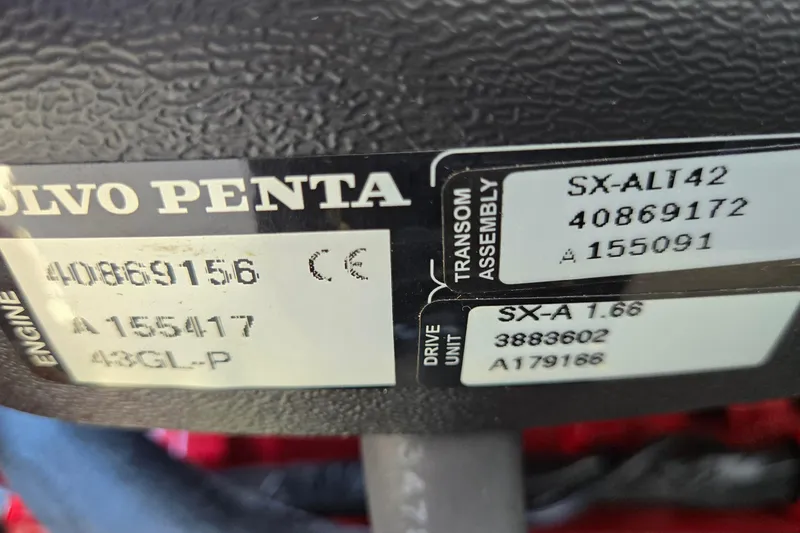 OLVO PENTA
ENGINE
40869156 CE
A 155417
43GL-P
TRANSOM
ASSEMBLY
SX-ALT42
40869172
A 155091
DRIVE
UNIT
SX-A 1.66
3883602
A179166
347